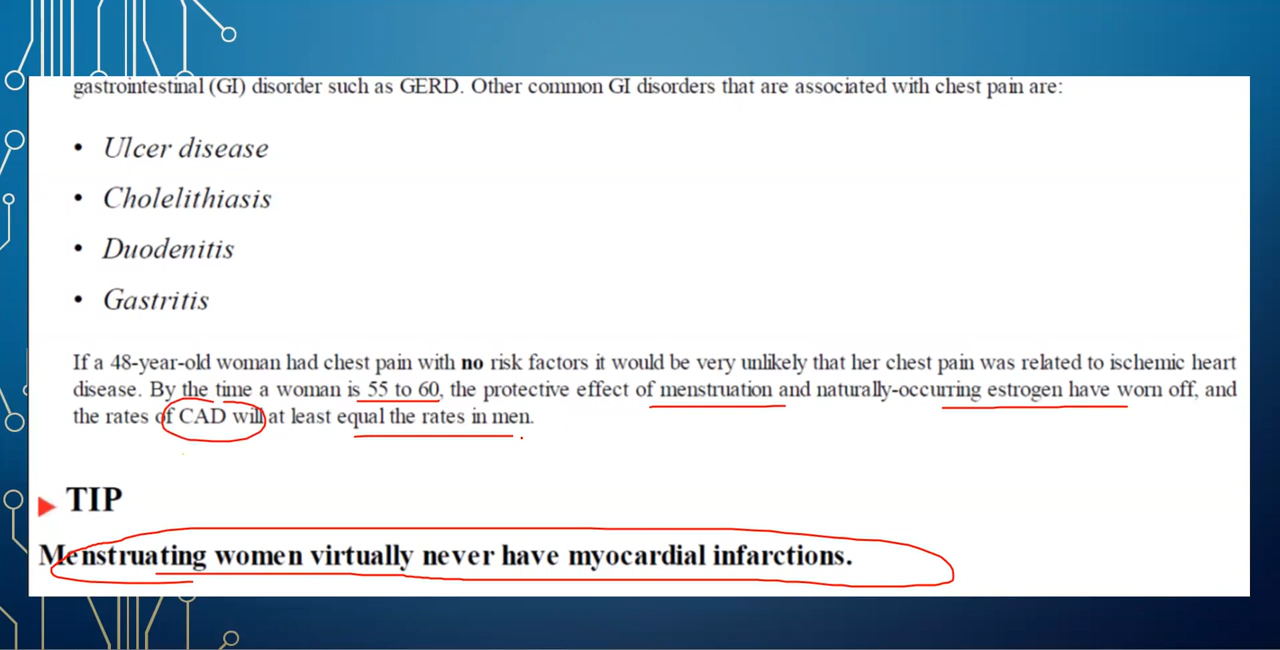 gastrointestinal (GI) disorder such as GERD. Other common GI disorders that are associated with chest pain are:
• Ulcer disease
• Cholelithiasis
• Duodenitis
• Gastritis
If a 48-year-old woman had chest pain with no risk factors it would be very unlikely that her chest pain was related to ischemic heart
disease. By the time a woman is 55 to 60, the protective effect of menstruation and naturally-occurring estrogen have worn off, and
the rates of CAD will at least equal the rates in men.
TIP
Menstruating women virtually never have myocardial infarctions.